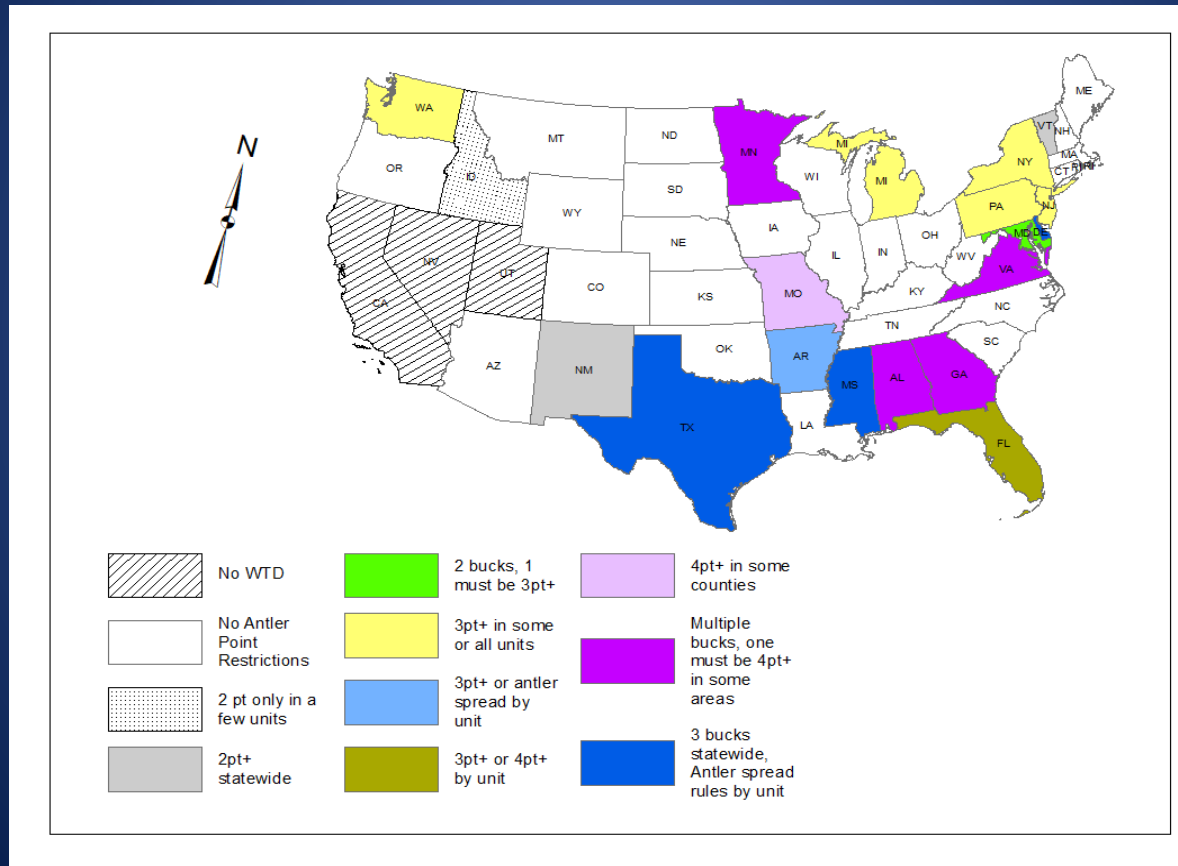 N
WA
MT
ND
MN
ME
VT
NH
OR
ID
SD
WI
MI
MI
NY
MA
CT
RI
WY
IA
PA
NJ
NE
OH
MD
DE
NV
UT
IL
IN
WV
VA
CA
CO
KS
MO
KY
NC
TN
AZ
NM
OK
AR
SC
MS
AL
GA
TX
LA
FL
No WTD
No Antler
Point
Restrictions
2 pt only in a
few units
2pt+
statewide
2 bucks, 1
must be 3pt+
3pt+ in some
or all units
3pt+ or antler
spread by
unit
3pt+ or 4pt+
by unit
4pt+ in some
counties
Multiple
bucks, one
must be 4pt+
in some
areas
3 bucks
statewide,
Antler spread
rules by unit